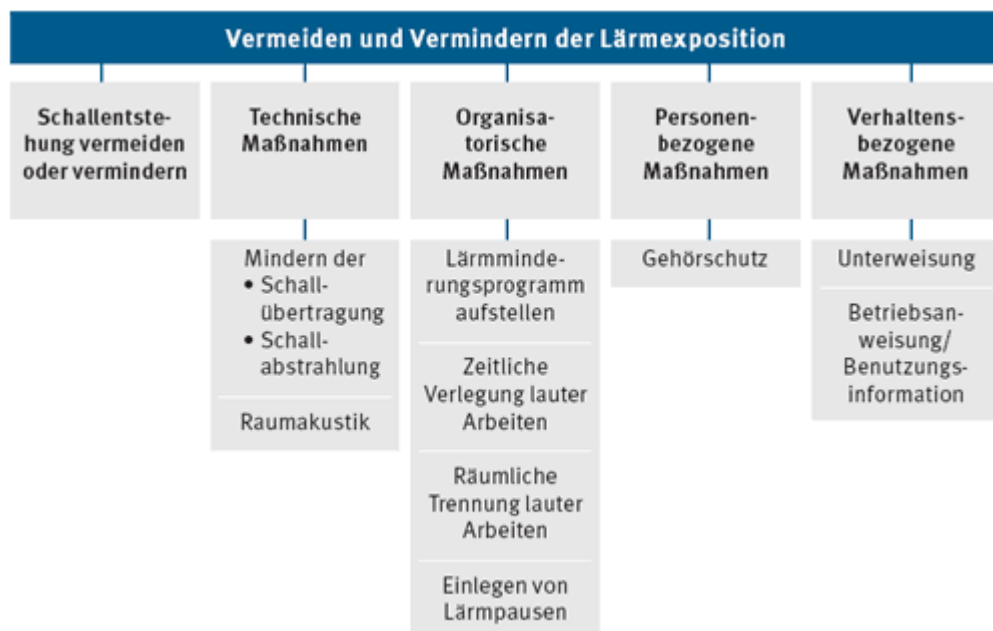 Vermeiden und Vermindern der Lärmexposition
Schallentste-
hung vermeiden
oder vermindern
Technische
Maßnahmen
Mindern der
• Schall-
übertragung
• Schall-
abstrahlung
Raumakustik
Organisa-
torische
Maßnahmen
Lärmminde-
rungsprogramm
aufstellen
Zeitliche
Verlegung lauter
Arbeiten
Räumliche
Trennung lauter
Arbeiten
Einlegen von
Lärmpausen
Personen-
bezogene
Maßnahmen
Gehörschutz
Verhaltens-
bezogene
Maßnahmen
Unterweisung
Betriebsan-
weisung/
Benutzungs-
information